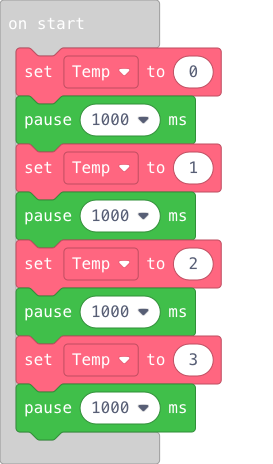 on start
set Temp to 0
pause 1000 ms
set Temp to 1
pause 1000 ms
set Temp to 2
pause 1000 ms
set Temp to 3
pause 1000 ms